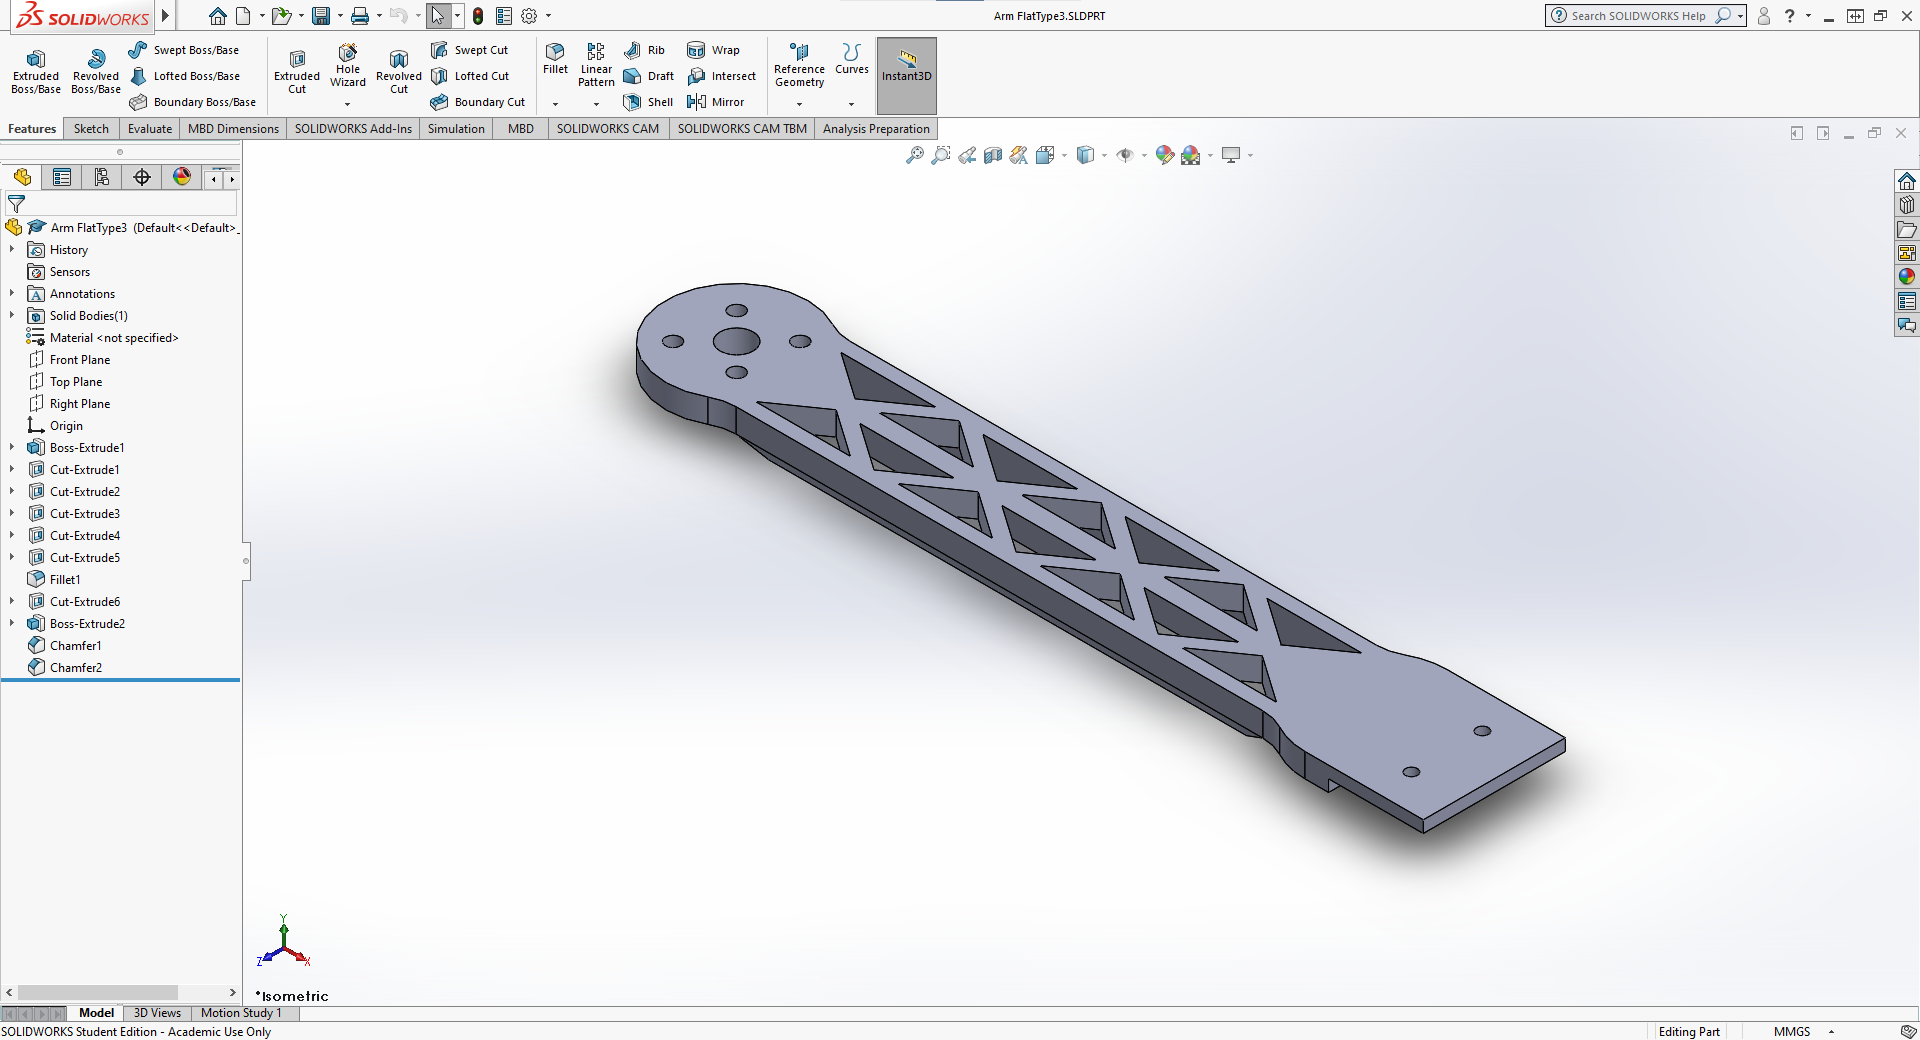 SOLIDWORKS
Arm FlatType3.SLDPRT
Search SOLIDWORKS Help
Extruded Boss/Base
Revolved Boss/Base
Swept Boss/Base
Lofted Boss/Base
Boundary Boss/Base
Extruded Cut
Hole Wizard
Revolved Cut
Swept Cut
Lofted Cut
Boundary Cut
Fillet
Linear Pattern
Rib
Draft
Shell
Wrap
Intersect
Mirror
Reference Geometry
Curves
Instant3D
Features
Sketch
Evaluate
MBD Dimensions
SOLIDWORKS Add-Ins
Simulation
MBD
SOLIDWORKS CAM
SOLIDWORKS CAM TBM
Analysis Preparation
Arm FlatType3 (Default<<Default>_
History
Sensors
Annotations
Solid Bodies(1)
Material <not specified>
Front Plane
Top Plane
Right Plane
Origin
Boss-Extrude1
Cut-Extrude1
Cut-Extrude2
Cut-Extrude3
Cut-Extrude4
Cut-Extrude5
Fillet1
Cut-Extrude6
Boss-Extrude2
Chamfer1
Chamfer2
Y
Z
X
*Isometric
Model
3D Views
Motion Study 1
SOLIDWORKS Student Edition - Academic Use Only
Editing Part
MMGS